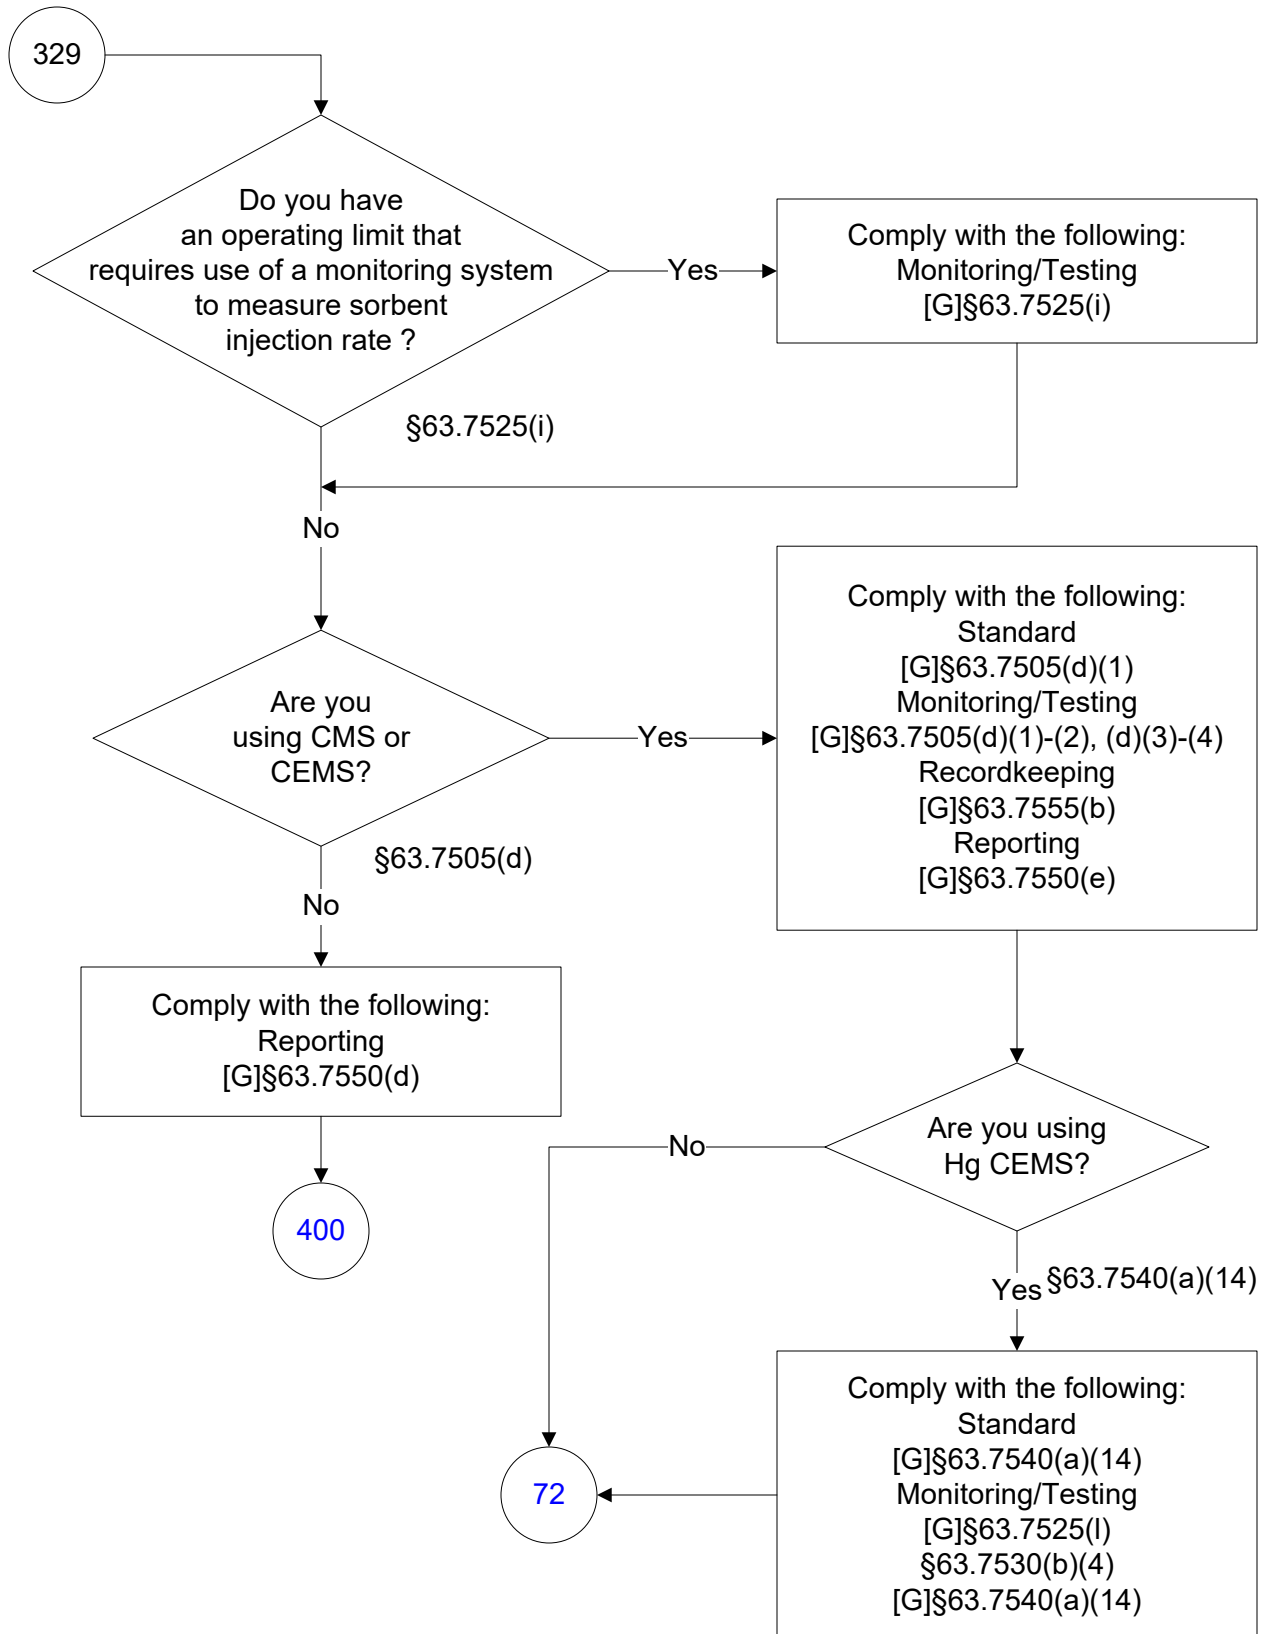 329
Do you have
an operating limit that
requires use of a monitoring system
to measure sorbent
injection rate ?
Yes
Comply with the following:
Monitoring/Testing
[G]§63.7525(i)
§63.7525(i)
No
Are you
using CMS or
CEMS?
Yes
Comply with the following:
Standard
[G]§63.7505(d)(1)
Monitoring/Testing
[G]§63.7505(d)(1)-(2), (d)(3)-(4)
Recordkeeping
[G]§63.7555(b)
Reporting
[G]§63.7550(e)
§63.7505(d)
No
Comply with the following:
Reporting
[G]§63.7550(d)
400
Are you using
Hg CEMS?
No
Yes
§63.7540(a)(14)
Comply with the following:
Standard
[G]§63.7540(a)(14)
Monitoring/Testing
[G]§63.7525(l)
§63.7530(b)(4)
[G]§63.7540(a)(14)
72